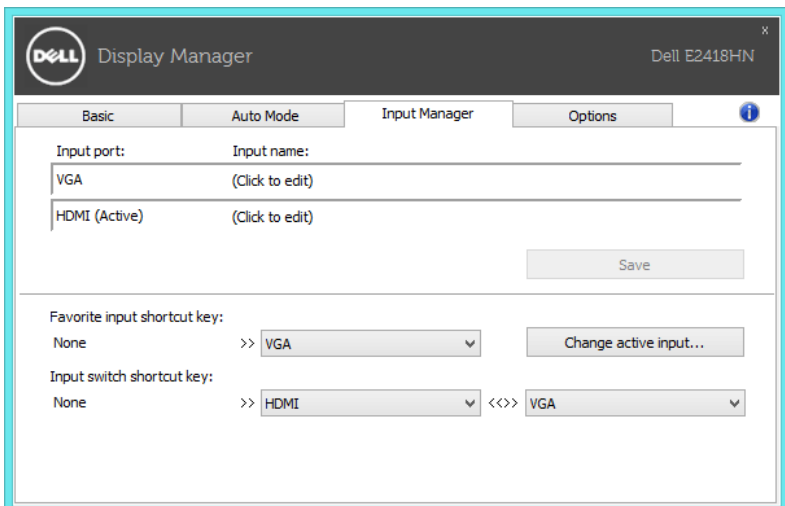 x
DELL Display Manager Dell E2418HN
Basic Auto Mode Input Manager Options i
Input port: Input name:
VGA (Click to edit)
HDMI (Active) (Click to edit)
Save
Favorite input shortcut key:
None >> VGA Change active input...
Input switch shortcut key:
None >> HDMI <<>> VGA